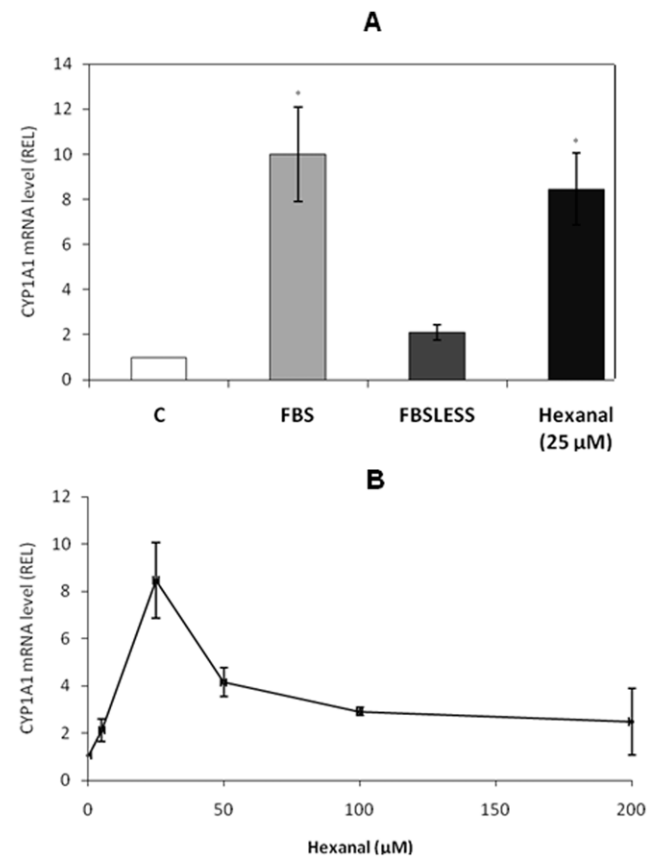 A
14
12
10
8
6
4
2
0
CYP1A1 mRNA level (REL)
*
*
C FBS FBSLESS Hexanal
(25 μM)
B
12
10
8
6
4
2
0
CYP1A1 mRNA level (REL)
0 50 100 150 200
Hexanal (μM)